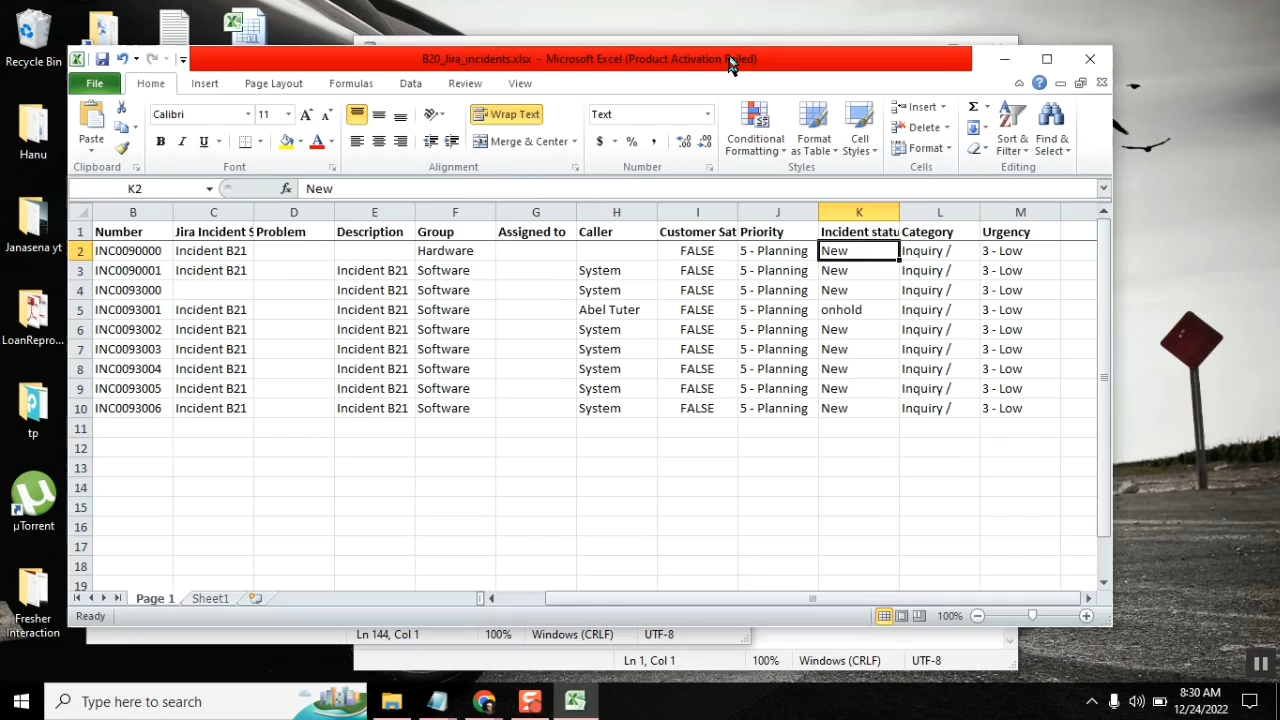 Recycle Bin
Hanu
Janasena yt
LoanRepro...
tp
µTorrent
Fresher
Interaction
B20_Jira_incidents.xlsx - Microsoft Excel (Product Activation Failed)
File Home Insert Page Layout Formulas Data Review View
Paste
Calibri 11
Wrap Text
Text
Merge & Center
B I U
$ % ,
Conditional
Formatting
Format
as Table
Cell
Styles
Insert
Delete
Format
Σ
Sort &
Filter
Find &
Select
Clipboard Font Alignment Number Styles Cells Editing
K2 fx New
B C D E F G H I J K L M
1 Number Jira Incident S Problem Description Group Assigned to Caller Customer Sat Priority Incident statu Category Urgency
2 INC0090000 Incident B21 Hardware FALSE 5 - Planning New Inquiry / 3 - Low
3 INC0090001 Incident B21 Incident B21 Software System FALSE 5 - Planning New Inquiry / 3 - Low
4 INC0093000 Incident B21 Software System FALSE 5 - Planning New Inquiry / 3 - Low
5 INC0093001 Incident B21 Incident B21 Software Abel Tuter FALSE 5 - Planning onhold Inquiry / 3 - Low
6 INC0093002 Incident B21 Incident B21 Software System FALSE 5 - Planning New Inquiry / 3 - Low
7 INC0093003 Incident B21 Incident B21 Software System FALSE 5 - Planning New Inquiry / 3 - Low
8 INC0093004 Incident B21 Incident B21 Software System FALSE 5 - Planning New Inquiry / 3 - Low
9 INC0093005 Incident B21 Incident B21 Software System FALSE 5 - Planning New Inquiry / 3 - Low
10 INC0093006 Incident B21 Incident B21 Software System FALSE 5 - Planning New Inquiry / 3 - Low
11
12
13
14
15
16
17
18
19
Page 1 Sheet1
Ready 100%
Ln 144, Col 1 100% Windows (CRLF) UTF-8
Ln 1, Col 1 100% Windows (CRLF) UTF-8
Type here to search
8:30 AM
12/24/2022